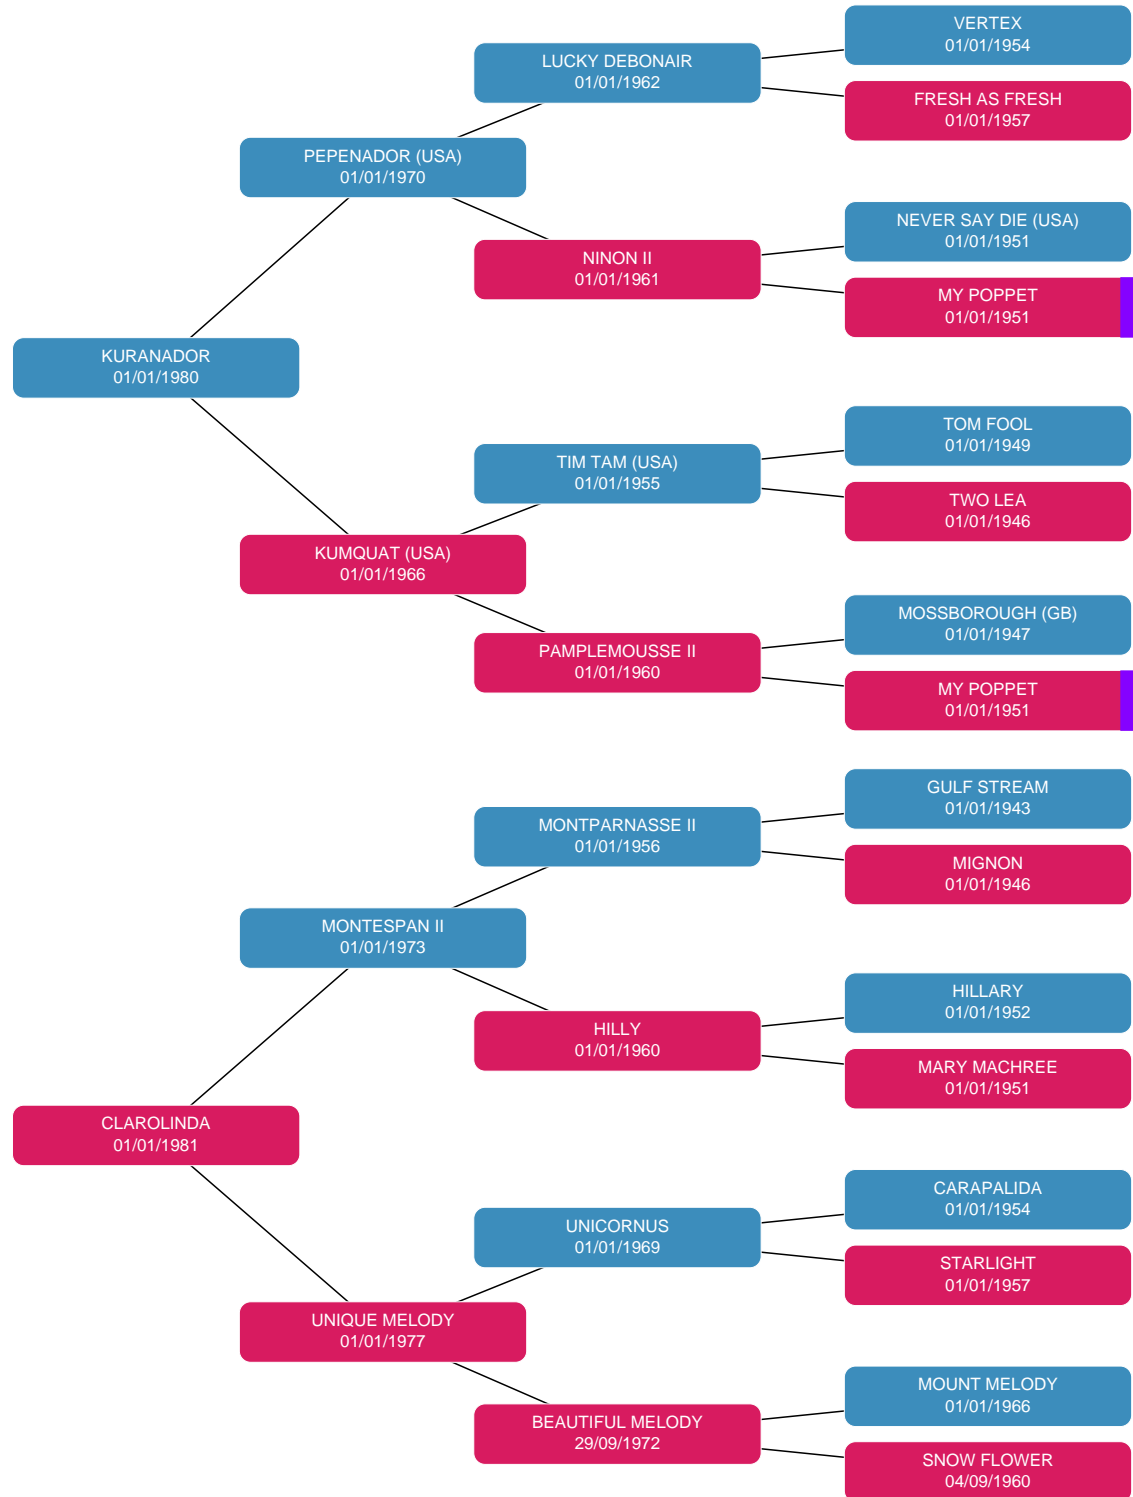 VERTEX
01/01/1954
LUCKY DEBONAIR
01/01/1962
FRESH AS FRESH
01/01/1957
PEPENADOR (USA)
01/01/1970
NEVER SAY DIE (USA)
01/01/1951
NINON II
01/01/1961
MY POPPET
01/01/1951
KURANADOR
01/01/1980
TOM FOOL
01/01/1949
TIM TAM (USA)
01/01/1955
TWO LEA
01/01/1946
KUMQUAT (USA)
01/01/1966
MOSSBOROUGH (GB)
01/01/1947
PAMPLEMOUSSE II
01/01/1960
MY POPPET
01/01/1951
GULF STREAM
01/01/1943
MONTPARNASSE II
01/01/1956
MIGNON
01/01/1946
MONTESPAN II
01/01/1973
HILLARY
01/01/1952
HILLY
01/01/1960
MARY MACHREE
01/01/1951
CLAROLINDA
01/01/1981
CARAPALIDA
01/01/1954
UNICORNUS
01/01/1969
STARLIGHT
01/01/1957
UNIQUE MELODY
01/01/1977
MOUNT MELODY
01/01/1966
BEAUTIFUL MELODY
29/09/1972
SNOW FLOWER
04/09/1960